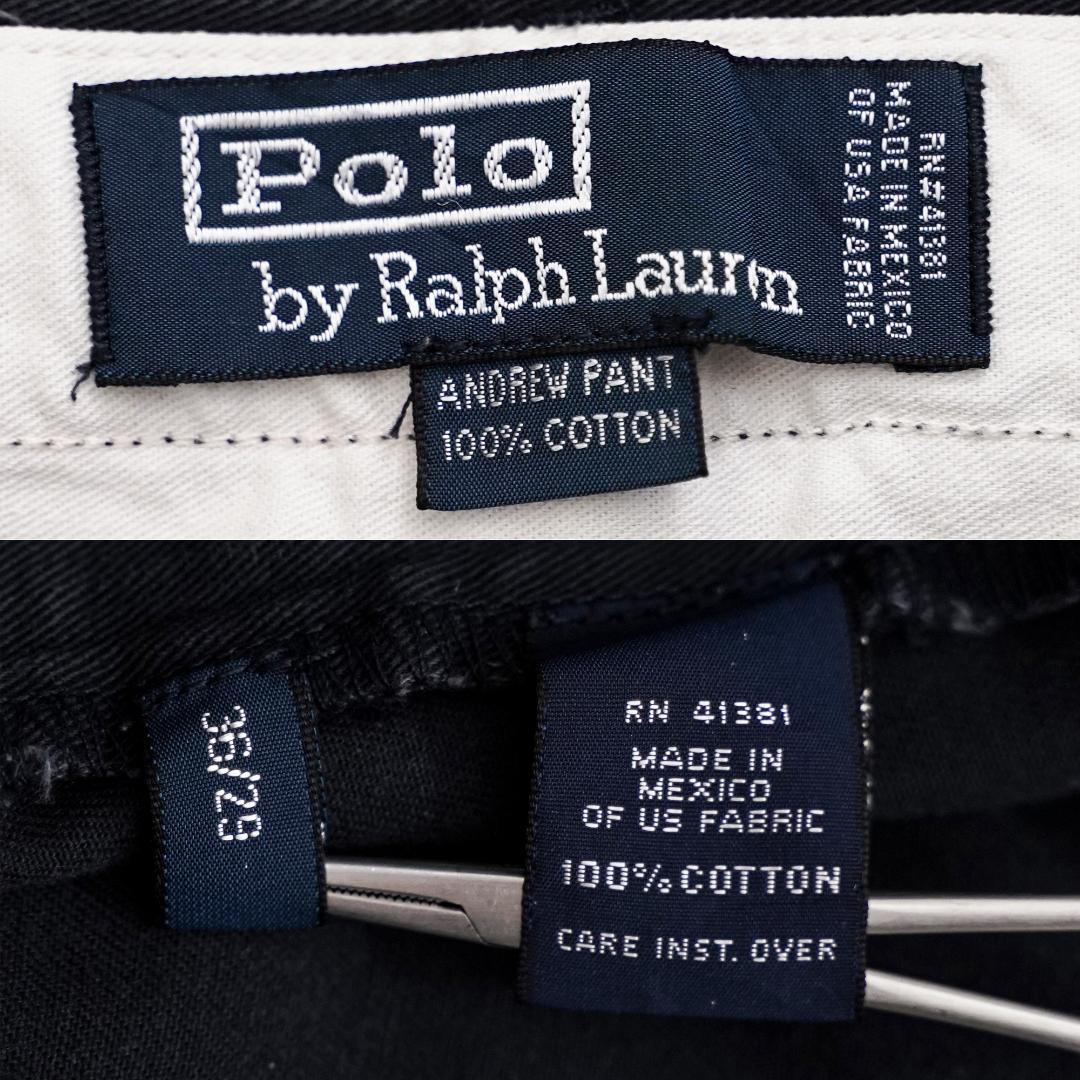 Polo
by Ralph Lauren
RN#41381
MADE IN MEXICO
OF USA FABRIC
ANDREW PANT
100% COTTON
36/29
RN 41381
MADE IN
MEXICO
OF US FABRIC
100% COTTON
CARE INST. OVER